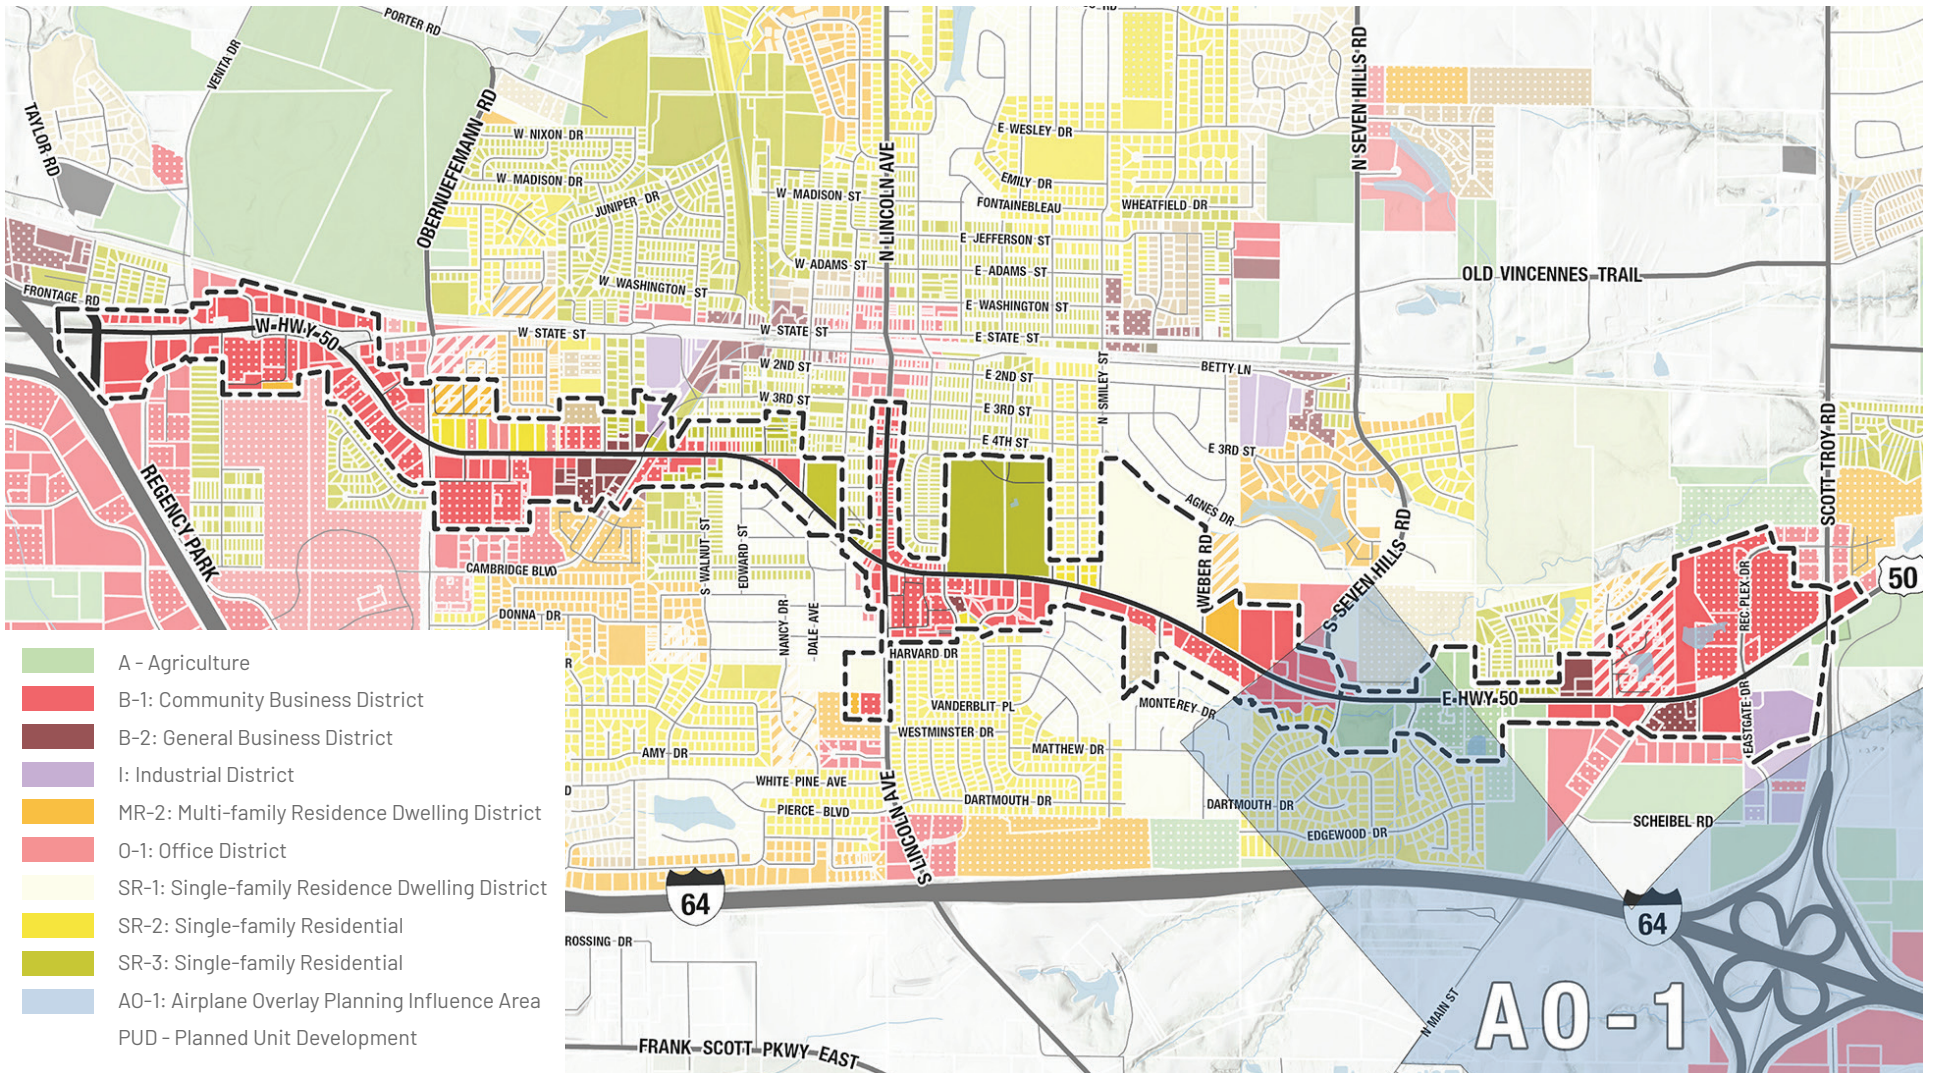 PORTER RD
VENITA DR
TAYLOR RD
OBERNUEFEMANN RD
W NIXON DR
W MADISON DR
JUNIPER DR
W MADISON ST
N LINCOLN AVE
E WESLEY DR
EMILY DR
FONTAINEBLEAU
WHEATFIELD DR
N SEVEN HILLS RD
E JEFFERSON ST
W ADAMS ST
E ADAMS ST
W WASHINGTON ST
E WASHINGTON ST
OLD VINCENNES TRAIL
FRONTAGE RD
W HWY 50
W STATE ST
W STATE ST
E STATE ST
W 2ND ST
E 2ND ST
BETTY LN
N SMILEY ST
W 3RD ST
E 3RD ST
E 4TH ST
E 3RD ST
SCOTT-TROY RD
REGENCY PARK
AGNES DR
WEBER RD
S SEVEN HILLS RD
CAMBRIDGE BLVD
S WALNUT ST
EDWARD ST
DONNA DR
NANCY DR
DALE AVE
HARVARD DR
REC PLEX DR
50
E HWY 50
MONTEREY DR
VANDERBLIT PL
WESTMINSTER DR
MATTHEW DR
EASTGATE DR
AMY DR
WHITE PINE AVE
PIERCE BLVD
DARTMOUTH DR
DARTMOUTH DR
EDGEWOOD DR
SCHEIBEL RD
S LINCOLN AVE
64
64
ROSSING DR
N MAIN ST
AO-1
FRANK SCOTT PKWY EAST
A - Agriculture
B-1: Community Business District
B-2: General Business District
I: Industrial District
MR-2: Multi-family Residence Dwelling District
O-1: Office District
SR-1: Single-family Residence Dwelling District
SR-2: Single-family Residential
SR-3: Single-family Residential
AO-1: Airplane Overlay Planning Influence Area
PUD - Planned Unit Development